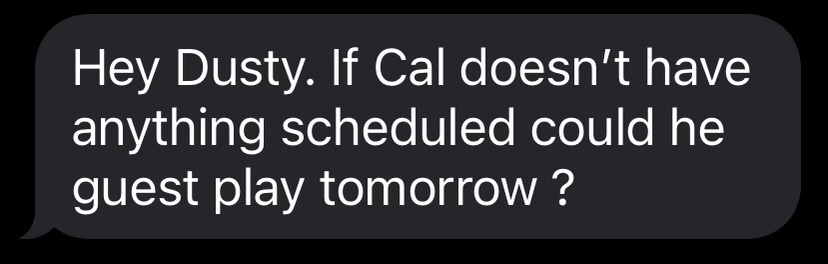 Hey Dusty. If Cal doesn’t have
anything scheduled could he
guest play tomorrow ?